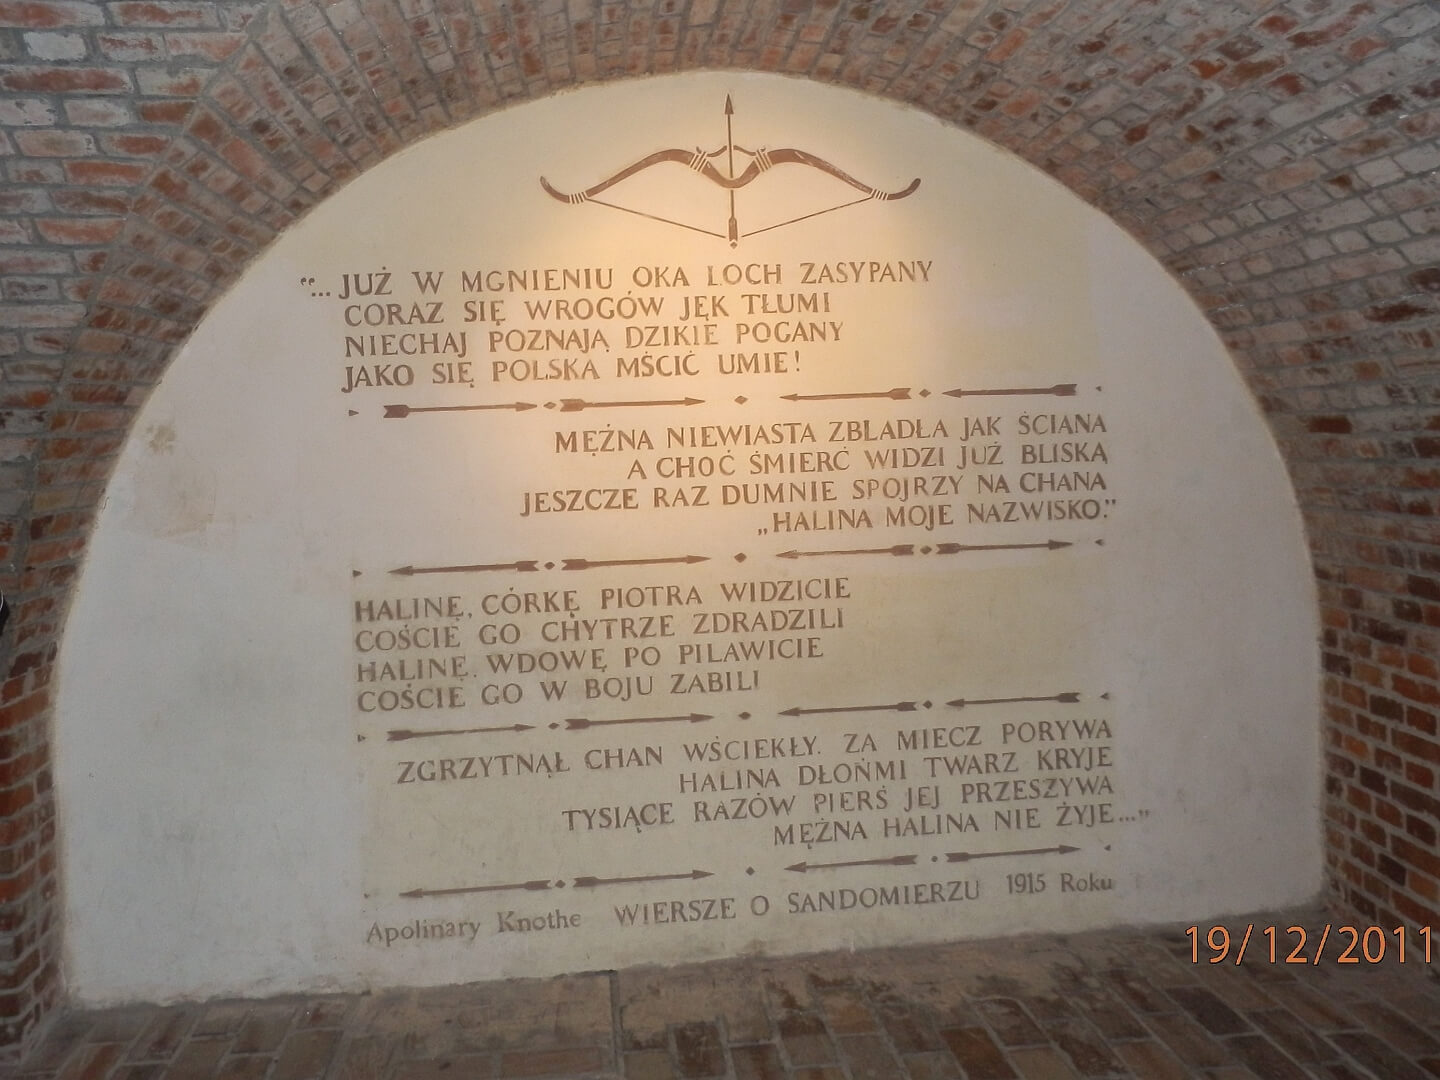 “...JUŻ W MGNIENIU OKA LOCH ZASYPANY
CORAZ SIĘ WROGÓW JĘK TŁUMI
NIECHAJ POZNAJĄ DZIKIE POGANY
JAKO SIĘ POLSKA MŚCIĆ UMIE!
MĘŻNA NIEWIASTA ZBLADŁA JAK ŚCIANA
A CHOĆ ŚMIERĆ WIDZI JUŻ BLISKĄ
JESZCZE RAZ DUMNIE SPOJRZY NA CHANA
„HALINA MOJE NAZWISKO.”
HALINĘ, CÓRKĘ PIOTRA WIDZICIE
COŚCIE GO CHYTRZE ZDRADZILI
HALINĘ, WDOWĘ PO PILAWICIE
COŚCIE GO W BOJU ZABILI
ZGRZYTNĄŁ CHAN WŚCIEKŁY. ZA MIECZ PORYWA
HALINA DŁOŃMI TWARZ KRYJE
TYSIĄCE RAZÓW PIERŚ JEJ PRZESZYWA
MĘŻNA HALINA NIE ŻYJE...”
Apolinary Knothe WIERSZE O SANDOMIERZU 1915 Roku
19/12/2011